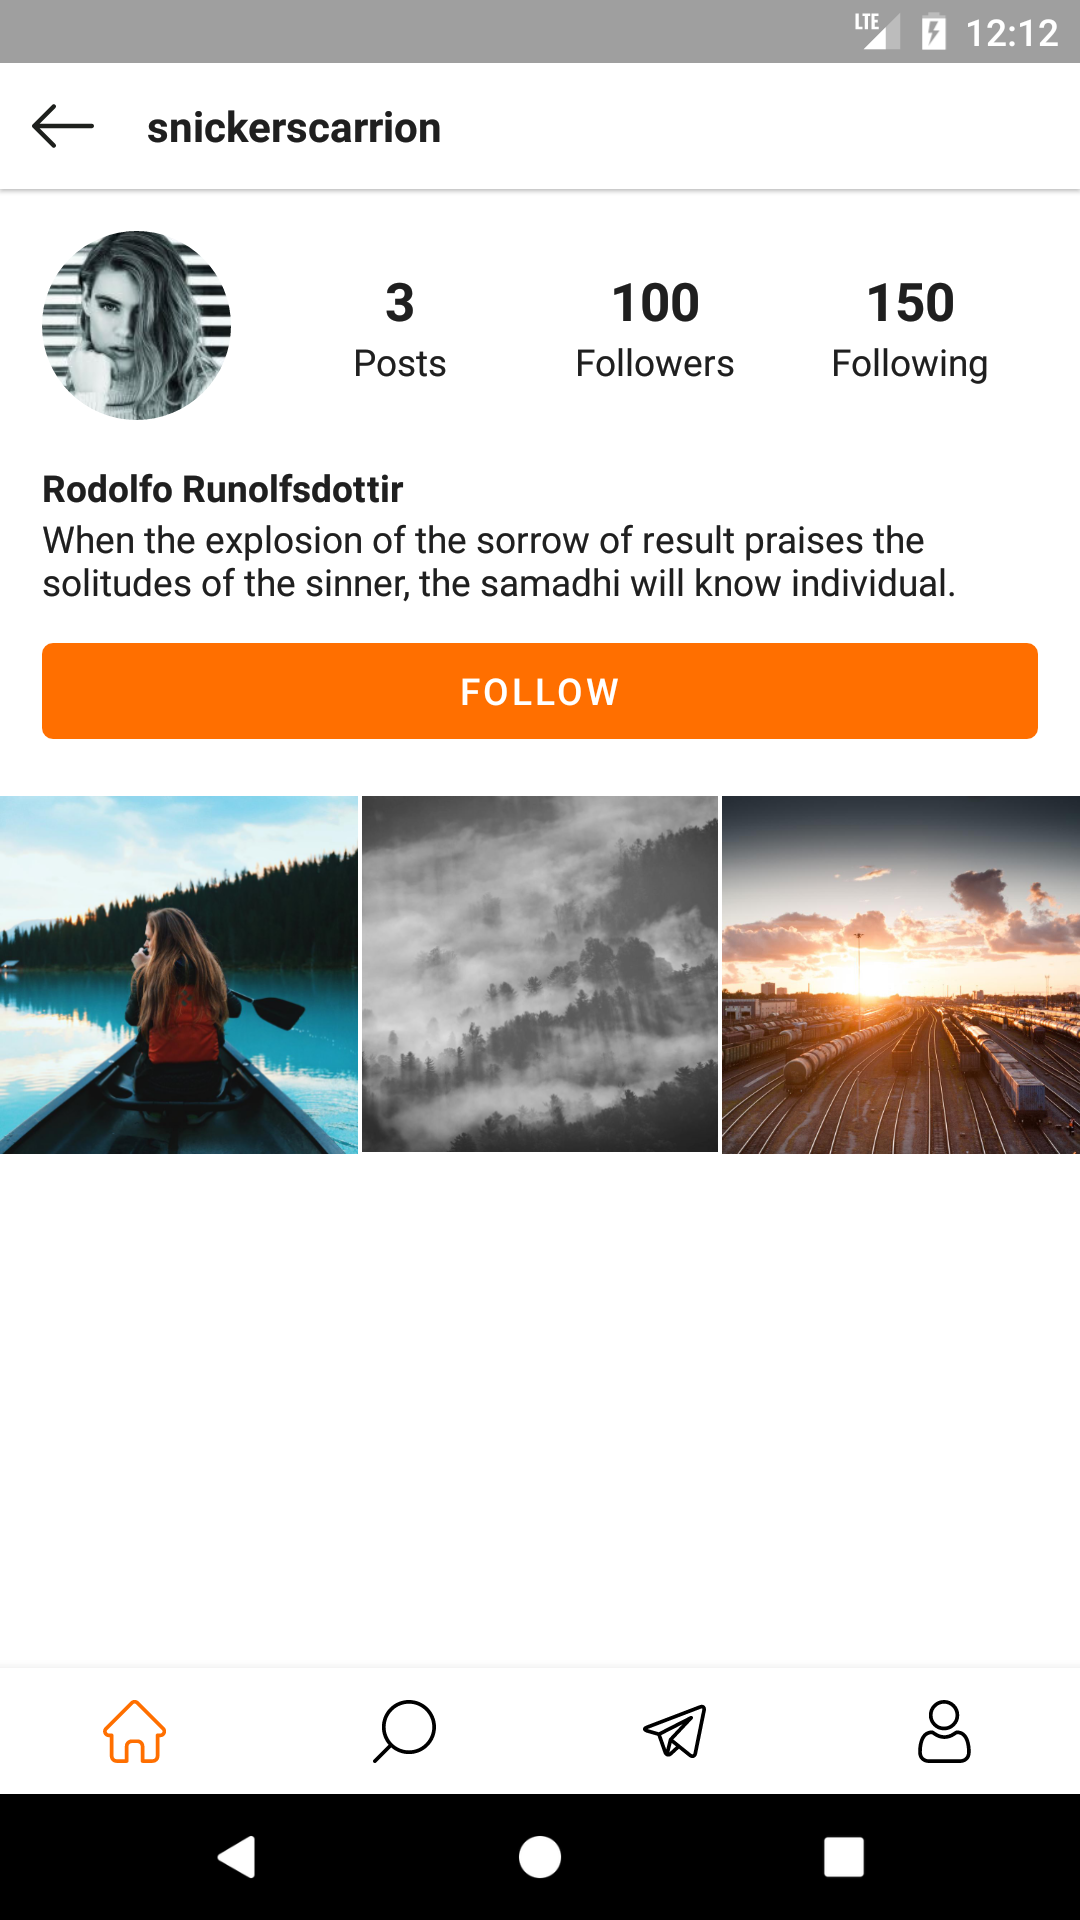 LTE 12:12
snickerscarrion
3 100 150
Posts Followers Following
Rodolfo Runolfsdottir
When the explosion of the sorrow of result praises the
solitudes of the sinner, the samadhi will know individual.
FOLLOW